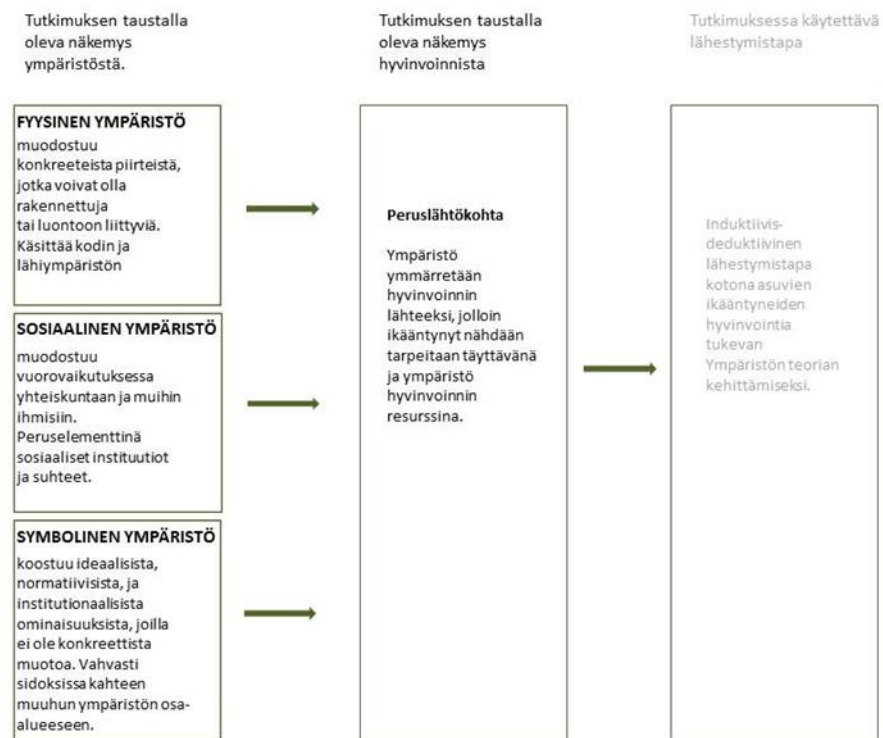 Tutkimuksen taustalla
oleva näkemys
ympäristöstä.
Tutkimuksen taustalla
oleva näkemys
hyvinvoinnista
Tutkimuksessa käytettävä
lähestymistapa
FYYSINEN YMPÄRISTÖ
muodostuu
konkreeteista piirteistä,
jotka voivat olla
rakennettuja
tai luontoon liittyviä.
Käsittää kodin ja
lähiympäristön
SOSIAALINEN YMPÄRISTÖ
muodostuu
vuorovaikutuksessa
yhteiskuntaan ja muihin
ihmisiin.
Peruselementtinä
sosiaaliset instituutiot
ja suhteet.
SYMBOLINEN YMPÄRISTÖ
koostuu ideaalisista,
normatiivisista, ja
institutionaalisista
ominaisuuksista, joilla
ei ole konkreettista
muotoa. Vahvasti
sidoksissa kahteen
muuhun ympäristön osa-
alueeseen.
Peruslähtökohta
Ympäristö
ymmärretään
hyvinvoinnin
lähteeksi, jolloin
ikääntynyt nähdään
tarpeitaan täyttävänä
ja ympäristö
hyvinvoinnin
resurssina.
Induktiivis-
deduktiivinen
lähestymistapa
kotona asuvien
ikääntyneiden
hyvinvointia
tukevan
Ympäristön teorian
kehittämiseksi.